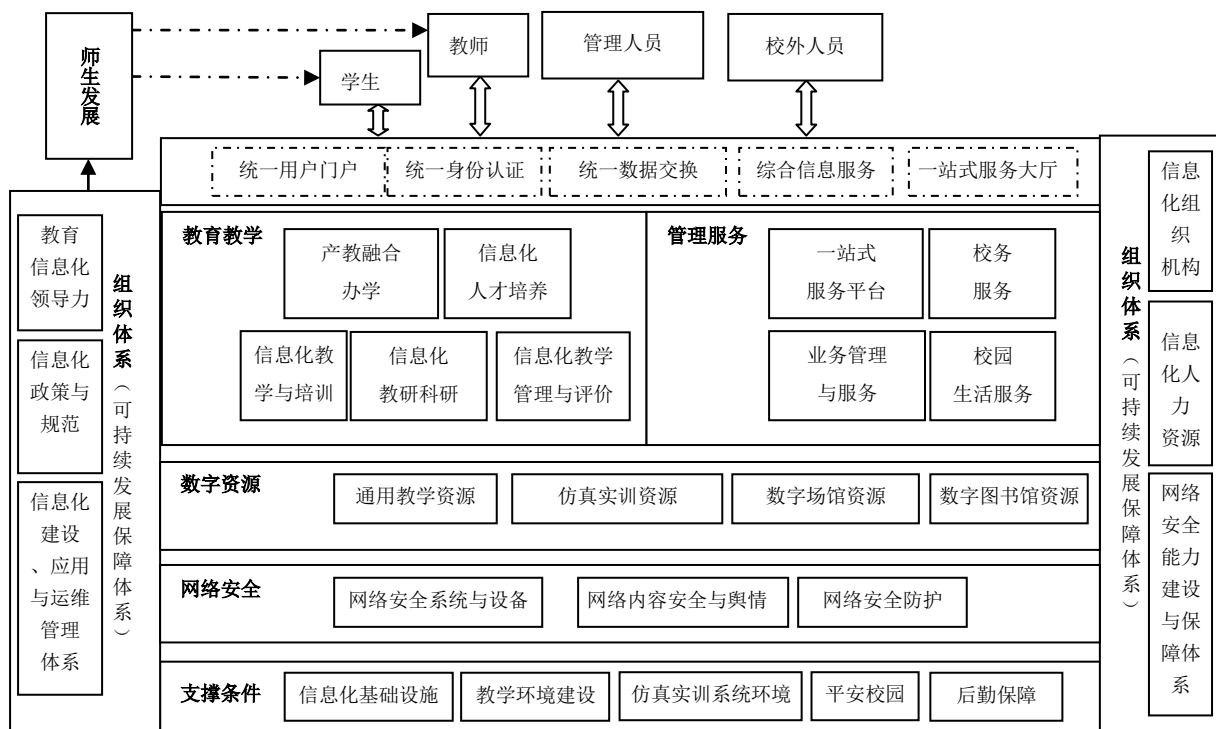 师生发展
教师
管理人员
校外人员
学生
统一用户门户
统一身份认证
统一数据交换
综合信息服务
一站式服务大厅
教育
信息化
领导力
信息化
政策与
规范
信息化
建设
、应用
与运维
管理
体系
组织体系（可持续发展保障体系）
教育教学
产教融合
办学
信息化
人才培养
信息化教
学与培训
信息化
教研科研
信息化教学
管理与评价
管理服务
一站式
服务平台
校务
服务
业务管理
与服务
校园
生活服务
数字资源
通用教学资源
仿真实训资源
数字场馆资源
数字图书馆资源
网络安全
网络安全系统与设备
网络内容安全与舆情
网络安全防护
支撑条件
信息化基础设施
教学环境建设
仿真实训系统环境
平安校园
后勤保障
组织体系（可持续发展保障体系）
信息
化组
织
机构
信息
化人
力
资源
网络
安全
能力
建设
与保
障体
系